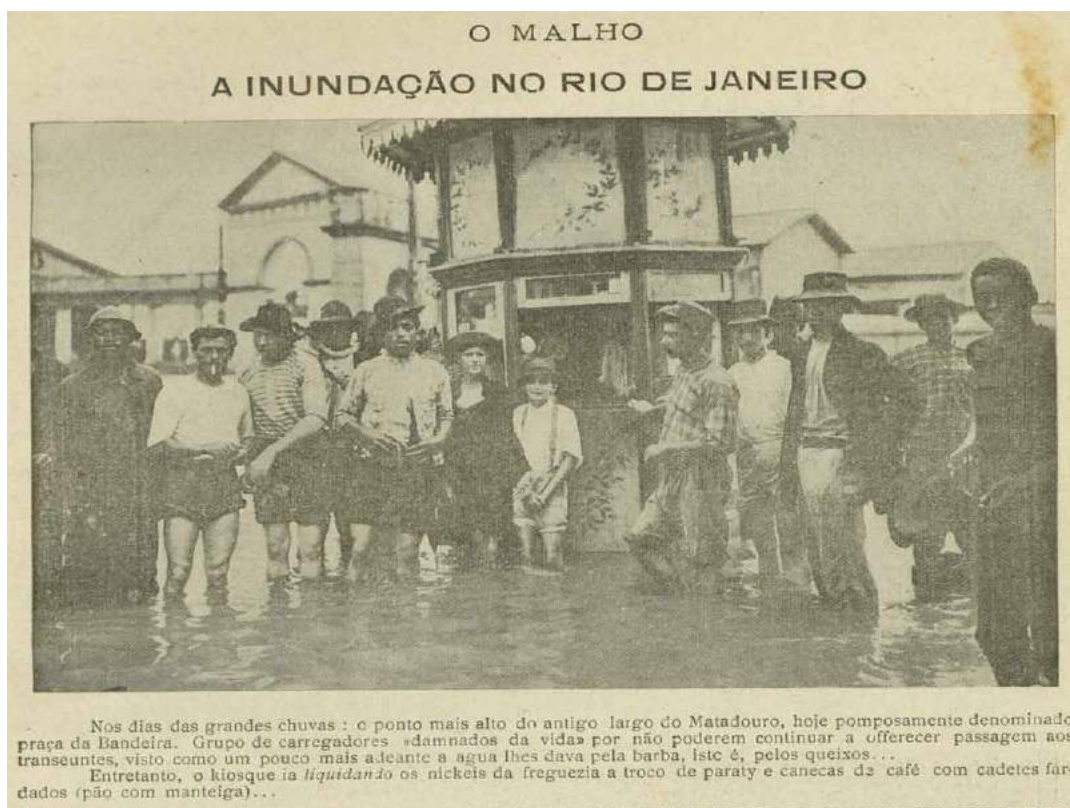 O MALHO
A INUNDAÇÃO NO RIO DE JANEIRO
Nos dias das grandes chuvas : o ponto mais alto do antigo largo do Matadouro, hoje pomposamente denominado
praça da Bandeira. Grupo de carregadores «damnados da vida» por não poderem continuar a offerecer passagem aos
transeuntes, visto como um pouco mais adeante a agua lhes dava pela barba, isto é, pelos queixos...
Entretanto, o kiosque ia liquidando os nickeis da freguezia a troco de paraty e canecas de café com cadetes far-
dados (pão com manteiga)...